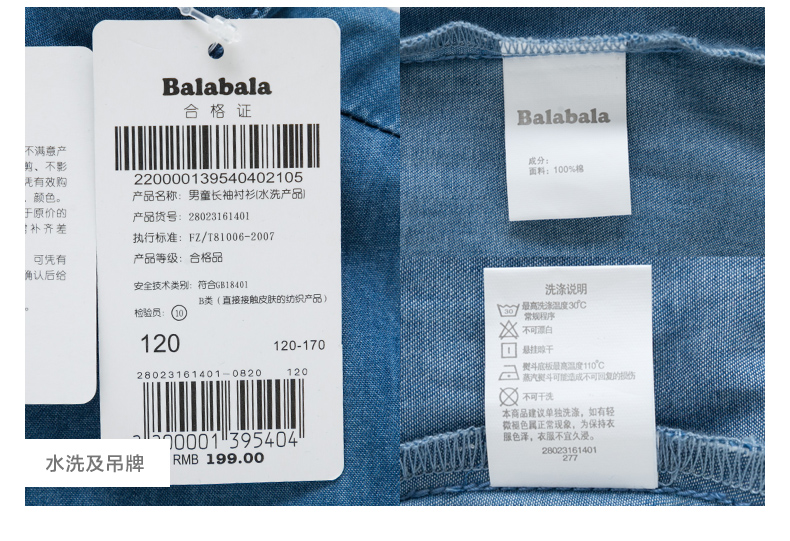 不满意产
剪、不影
凭有效购
、颜色。
于原价的
付补齐差
可凭有
确认后给
。
Balabala
合格证
220000139540402105
产品名称: 男童长袖衬衫(水洗产品)
产品货号: 28023161401
执行标准: FZ/T81006-2007
产品等级: 合格品
安全技术类别: 符合GB18401
B类(直接接触皮肤的纺织产品)
检验员: 10
120 120-170
28023161401-0820 120
2200001 395404
RMB 199.00
水洗及吊牌
Balabala
成分:
面料: 100%棉
洗涤说明
30 最高洗涤温度30℃
常规程序
不可漂白
悬挂晾干
熨斗底板最高温度110℃
蒸汽熨斗可能造成不可回复的损伤
不可干洗
本商品建议单独洗涤,如有轻
微褪色属正常现象,为保持衣
服色泽,衣服不宜久浸。
28023161401
277